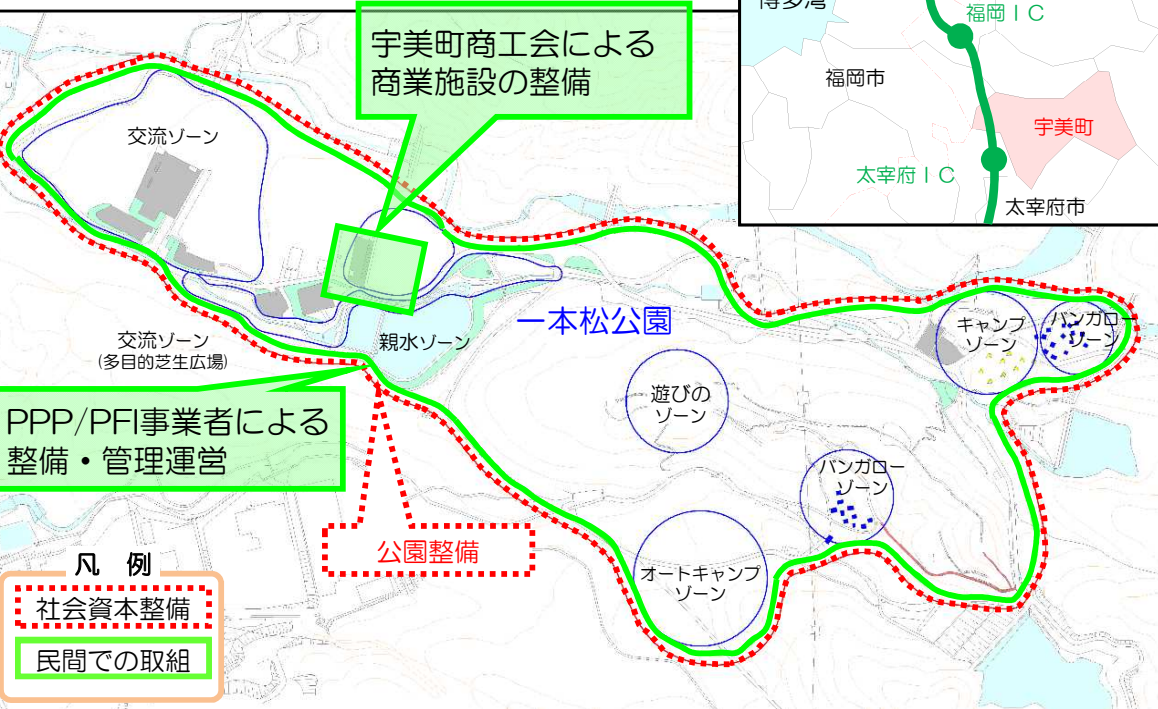 宇美町商工会による
商業施設の整備
博多湾
福岡IC
福岡市
宇美町
太宰府IC
太宰府市
交流ゾーン
一本松公園
交流ゾーン
(多目的芝生広場)
親水ゾーン
キャンプ
ゾーン
バンガロー
ゾーン
遊びの
ゾーン
PPP/PFI事業者による
整備・管理運営
バンガロー
ゾーン
公園整備
オートキャンプ
ゾーン
凡 例
社会資本整備
民間での取組